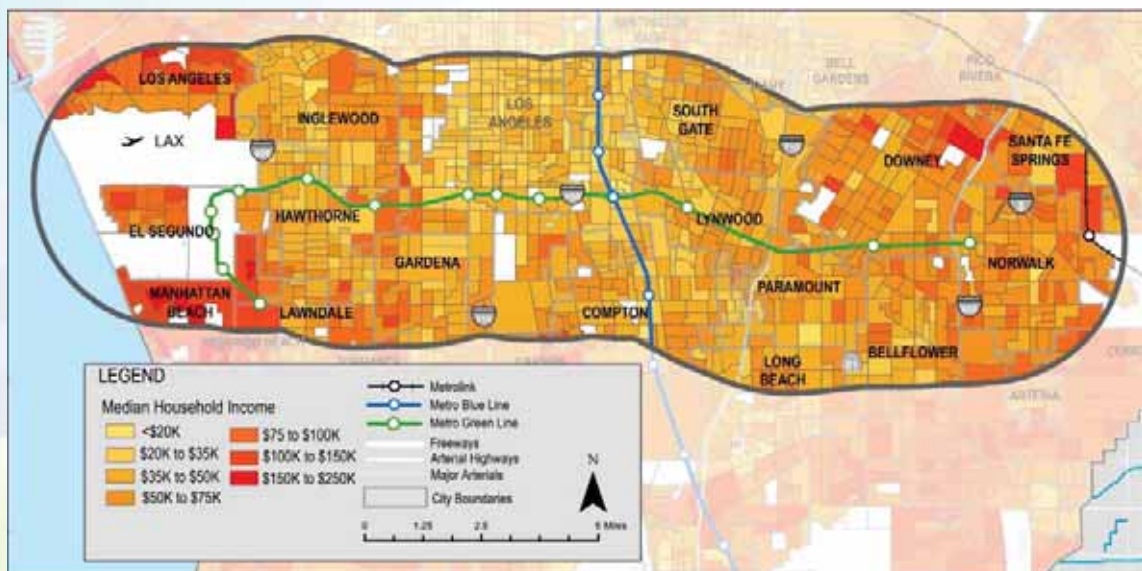 LOS ANGELES
BELL
GARDENS
PICO
RIVERA
LAX
INGLEWOOD
LOS
ANGELES
SOUTH
GATE
DOWNEY
SANTA FE
SPRINGS
HAWTHORNE
LYNWOOD
EL SEGUNDO
GARDENA
NORWALK
MANHATTAN
BEACH
LAWNDALE
COMPTON
PARAMOUNT
LONG
BEACH
BELLFLOWER
ARTESIA
LEGEND
Median Household Income
<$20K
$20K to $35K
$35K to $50K
$50K to $75K
$75 to $100K
$100K to $150K
$150K to $250K
Metrolink
Metro Blue Line
Metro Green Line
Freeways
Arterial Highways
Major Arterials
City Boundaries
N
0 1.25 2.5 5 Miles